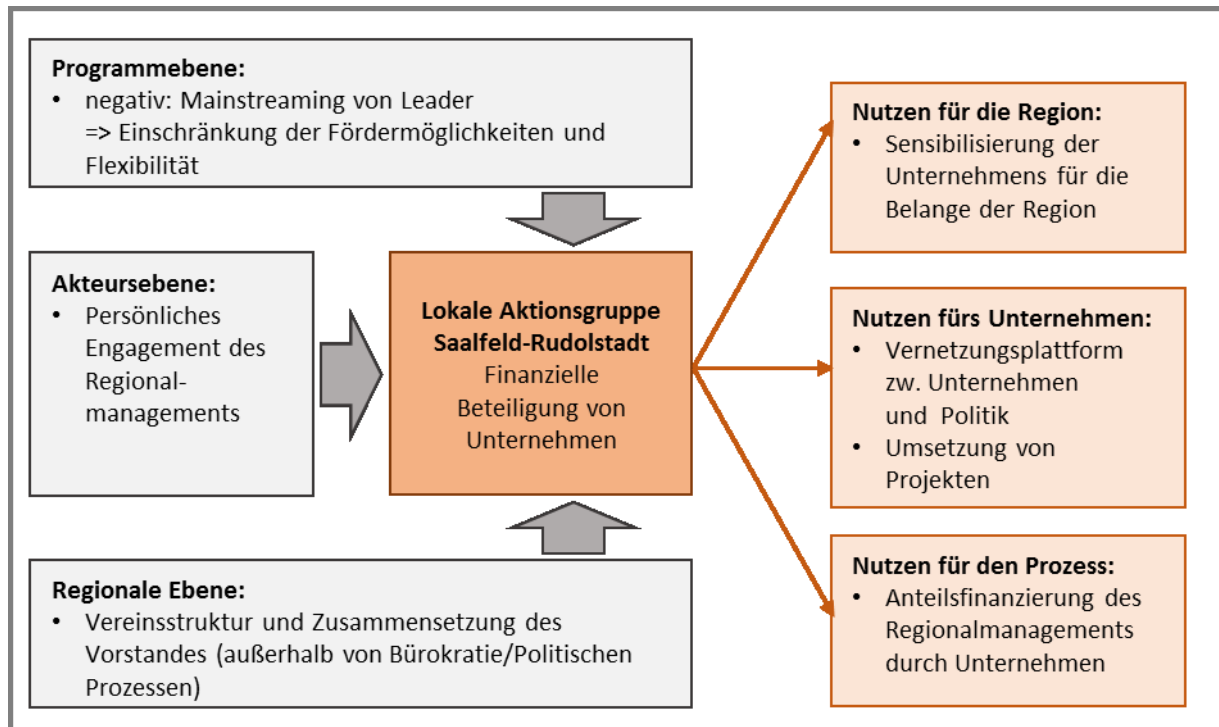 Programmebene:
• negativ: Mainstreaming von Leader
=> Einschränkung der Fördermöglichkeiten und
Flexibilität
Akteursebene:
• Persönliches
Engagement des
Regional-
managements
Regionale Ebene:
• Vereinsstruktur und Zusammensetzung des
Vorstandes (außerhalb von Bürokratie/Politischen
Prozessen)
Lokale Aktionsgruppe
Saalfeld-Rudolstadt
Finanzielle
Beteiligung von
Unternehmen
Nutzen für die Region:
• Sensibilisierung der
Unternehmens für die
Belange der Region
Nutzen fürs Unternehmen:
• Vernetzungsplattform
zw. Unternehmen
und Politik
• Umsetzung von
Projekten
Nutzen für den Prozess:
• Anteilsfinanzierung des
Regionalmanagements
durch Unternehmen